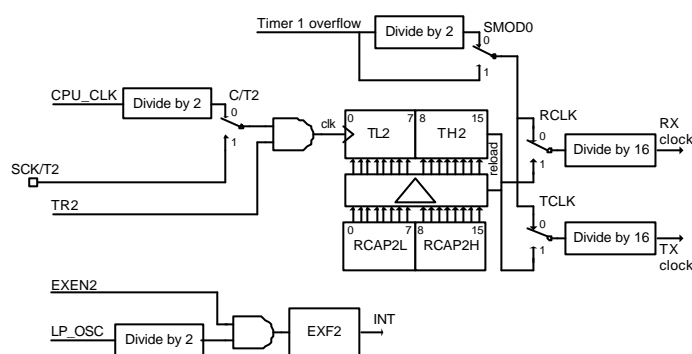 Timer 1 overflow
Divide by 2
SMOD0
0
1
CPU_CLK
Divide by 2
C/T2
0
1
clk
0
7
8
15
TL2
TH2
reload
RCLK
0
1
Divide by 16
RX
clock
SCK/T2
TR2
0
7
8
15
RCAP2L
RCAP2H
TCLK
0
1
Divide by 16
TX
clock
EXEN2
LP_OSC
Divide by 2
EXF2
INT